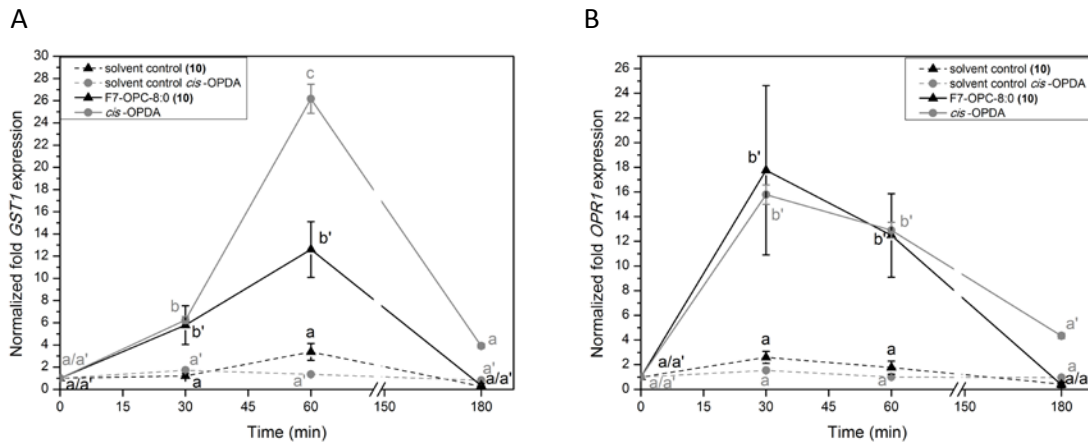 A
B
solvent control (10)
solvent control cis-OPDA
F7-OPC-8:0 (10)
cis-OPDA
Normalized fold GST1 expression
30
28
26
24
22
20
18
16
14
12
10
8
6
4
2
0
a/a'
a/a'
b
b'
a'
a
c
b'
a
a'
a
a/a'
0
15
30
45
60
150
180
Time (min)
solvent control (10)
solvent control cis-OPDA
F7-OPC-8:0 (10)
cis-OPDA
Normalized fold OPR1 expression
27
26
24
22
20
18
16
14
12
10
8
6
4
2
0
a/a'
a/a'
b'
b'
a
a
b'
b'
a
a'
a'
a/a'
0
15
30
45
60
150
180
Time (min)